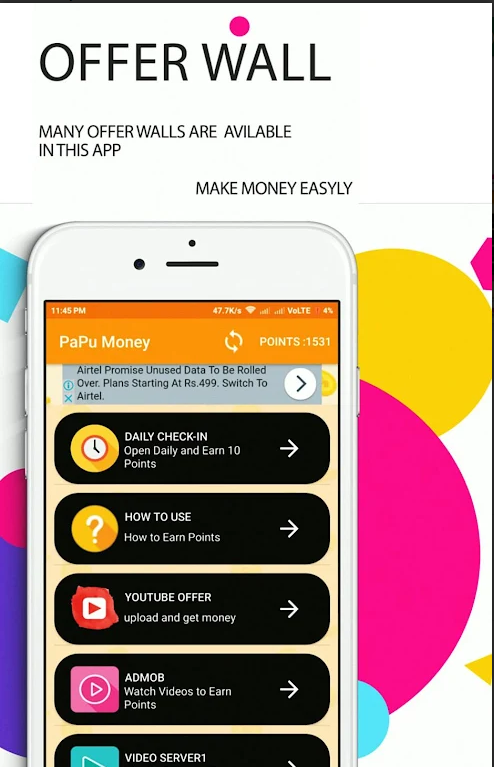 OFFER WALL
MANY OFFER WALLS ARE AVILABLE
IN THIS APP
MAKE MONEY EASYLY
11:45 PM 47.7K/s VoLTE 4%
PaPu Money POINTS :1531
Airtel Promise Unused Data To Be Rolled
Over. Plans Starting At Rs.499. Switch To
Airtel.
DAILY CHECK-IN
Open Daily and Earn 10
Points
HOW TO USE
How to Earn Points
YOUTUBE OFFER
upload and get money
ADMOB
Watch Videos to Earn
Points
VIDEO SERVER1